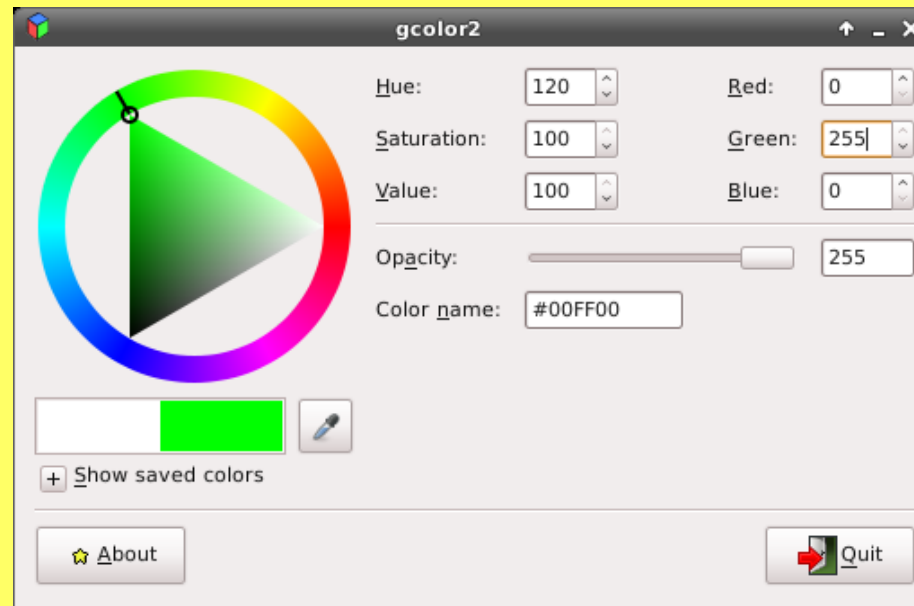 gcolor2
Hue: 120 Red: 0
Saturation: 100 Green: 255
Value: 100 Blue: 0
Opacity: 255
Color name: #00FF00
Show saved colors
About Quit